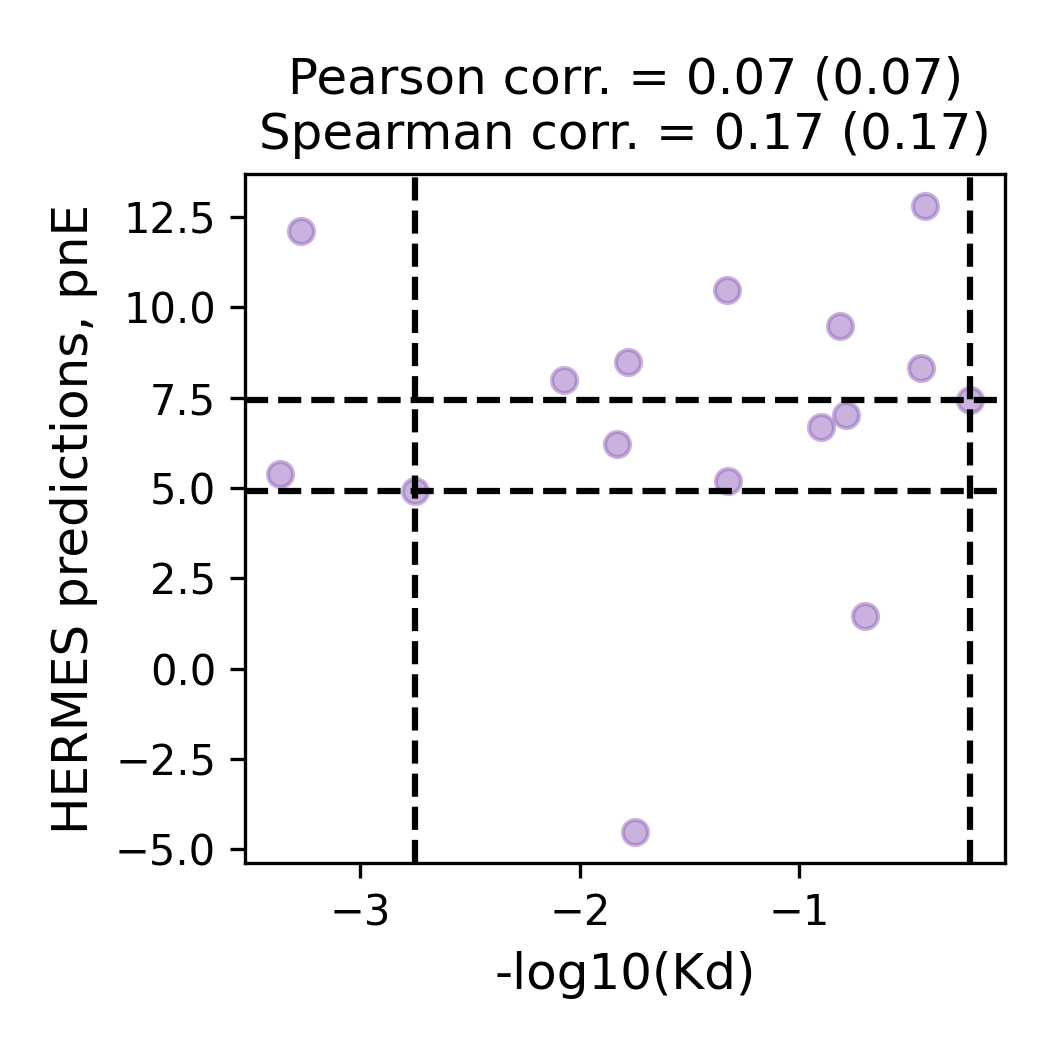 Pearson corr. = 0.07 (0.07)
Spearman corr. = 0.17 (0.17)
HERMES predictions, pnE
12.5
10.0
7.5
5.0
2.5
0.0
−2.5
−5.0
−3
−2
−1
-log10(Kd)